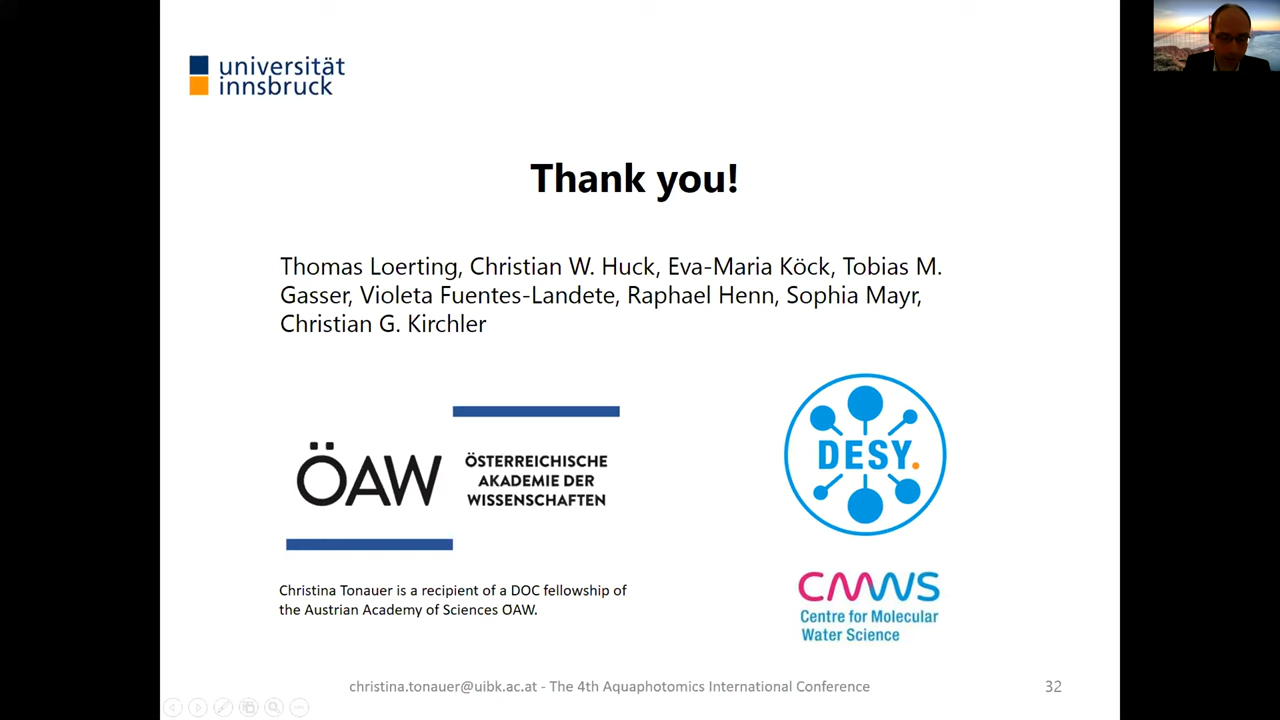 universität
innsbruck
Thank you!
Thomas Loerting, Christian W. Huck, Eva-Maria Köck, Tobias M.
Gasser, Violeta Fuentes-Landete, Raphael Henn, Sophia Mayr,
Christian G. Kirchler
ÖAW
ÖSTERREICHISCHE
AKADEMIE DER
WISSENSCHAFTEN
DESY.
CMWS
Centre for Molecular
Water Science
Christina Tonauer is a recipient of a DOC fellowship of
the Austrian Academy of Sciences ÖAW.
christina.tonauer@uibk.ac.at - The 4th Aquaphotomics International Conference
32